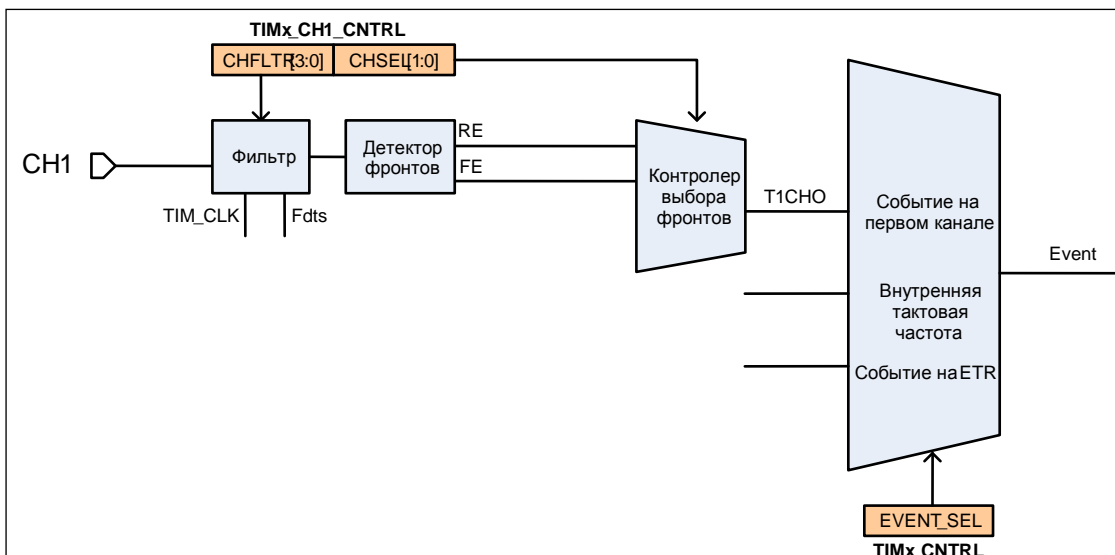 TIMx_CH1_CNTRL
CHFLTR[3:0] CHSEL[1:0]
CH1
Фильтр
Детектор
фронтов
RE
FE
TIM_CLK
Fdts
Контролер
выбора
фронтов
T1CHO
Событие на
первом канале
Внутренняя
тактовая
частота
Событие на ETR
Event
EVENT_SEL
TIMx_CNTRL